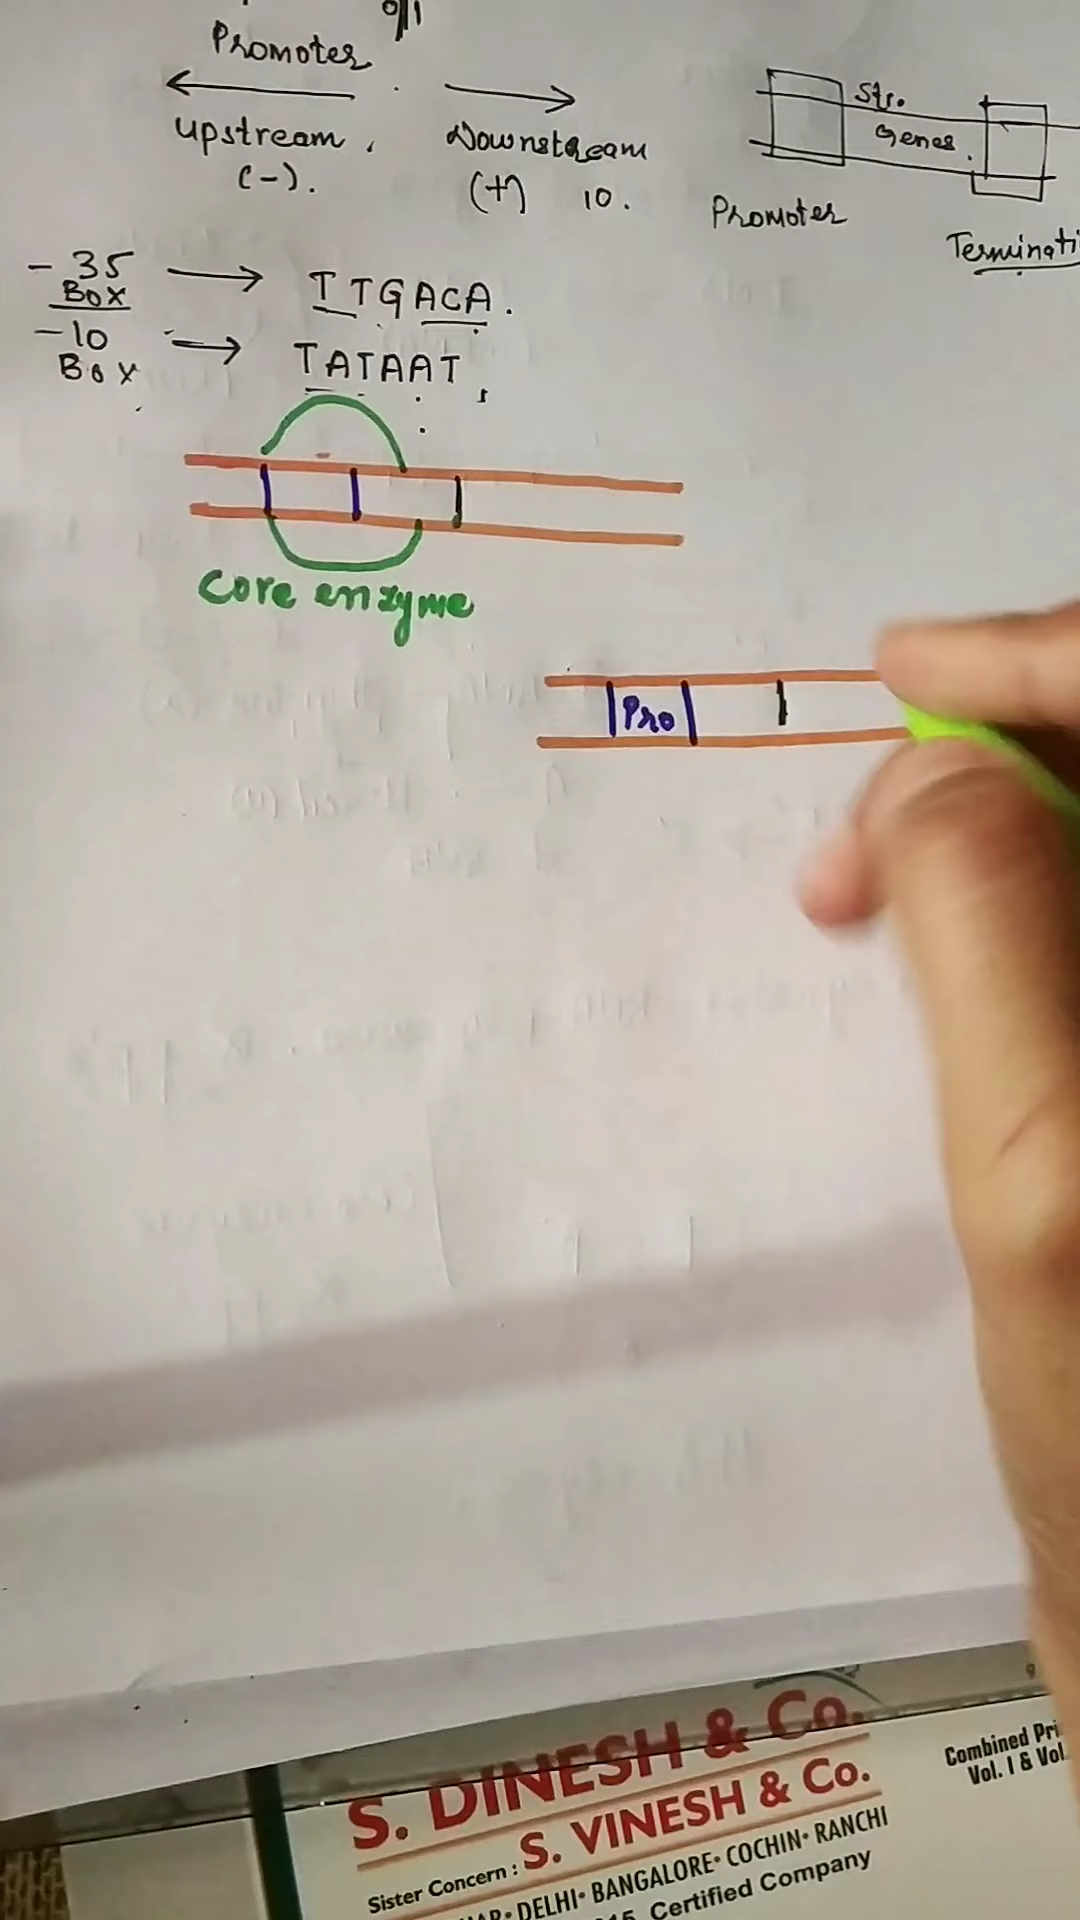 Promoter
Upstream,
(-).
Downstream
(+) 10.
Str.
Genes.
Promoter
Terminati
-35
Box
→ TTGACA.
-10
Box
→ TATAAT,
core enzyme
Pro
S. DINESH & Co.
Sister Concern : S. VINESH & Co.
DELHI• BANGALORE• COCHIN• RANCHI
Certified Company
Combined Pri
Vol. I & Vol.